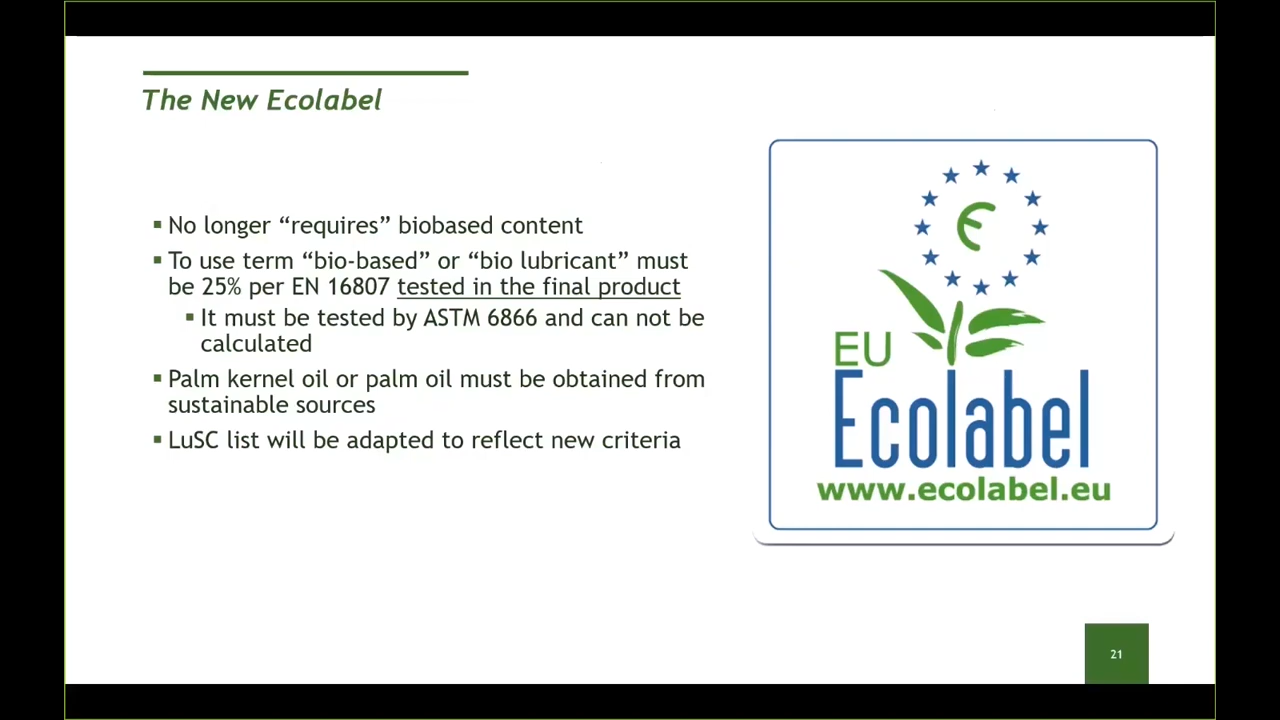 The New Ecolabel
▪ No longer “requires” biobased content
▪ To use term “bio-based” or “bio lubricant” must
be 25% per EN 16807 tested in the final product
▪ It must be tested by ASTM 6866 and can not be
calculated
▪ Palm kernel oil or palm oil must be obtained from
sustainable sources
▪ LuSC list will be adapted to reflect new criteria
EU
Ecolabel
www.ecolabel.eu
21